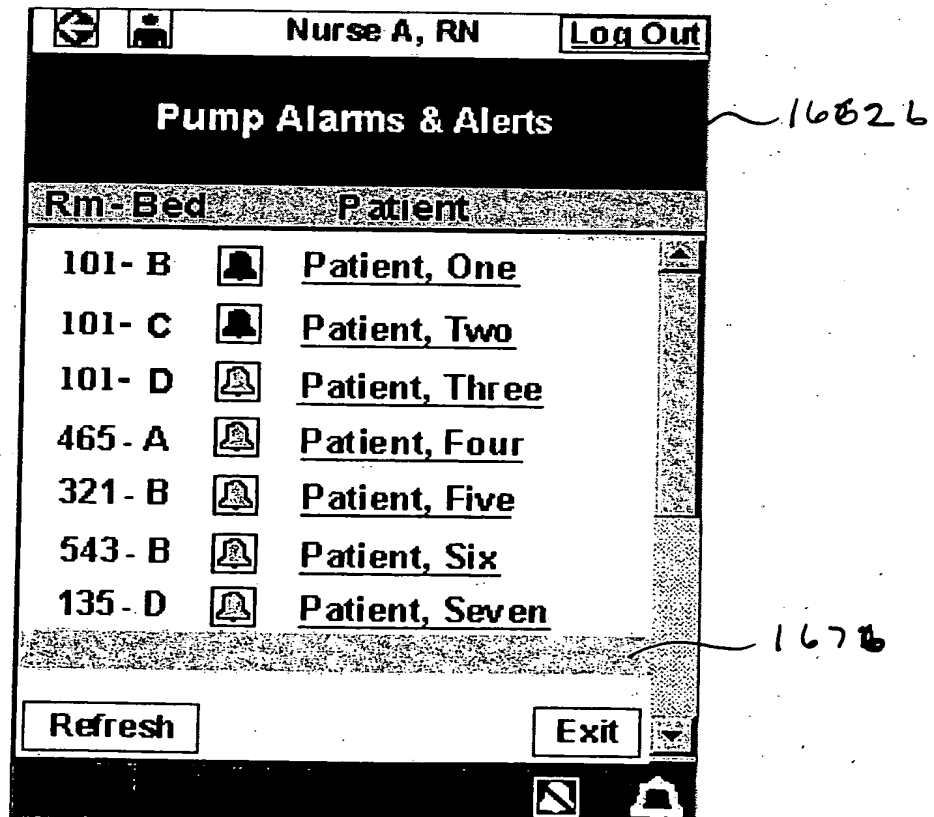 Nurse A, RN Log Out
Pump Alarms & Alerts
Rm-Bed Patient
101- B Patient, One
101- C Patient, Two
101- D Patient, Three
465- A Patient, Four
321- B Patient, Five
543- B Patient, Six
135- D Patient, Seven
Refresh Exit